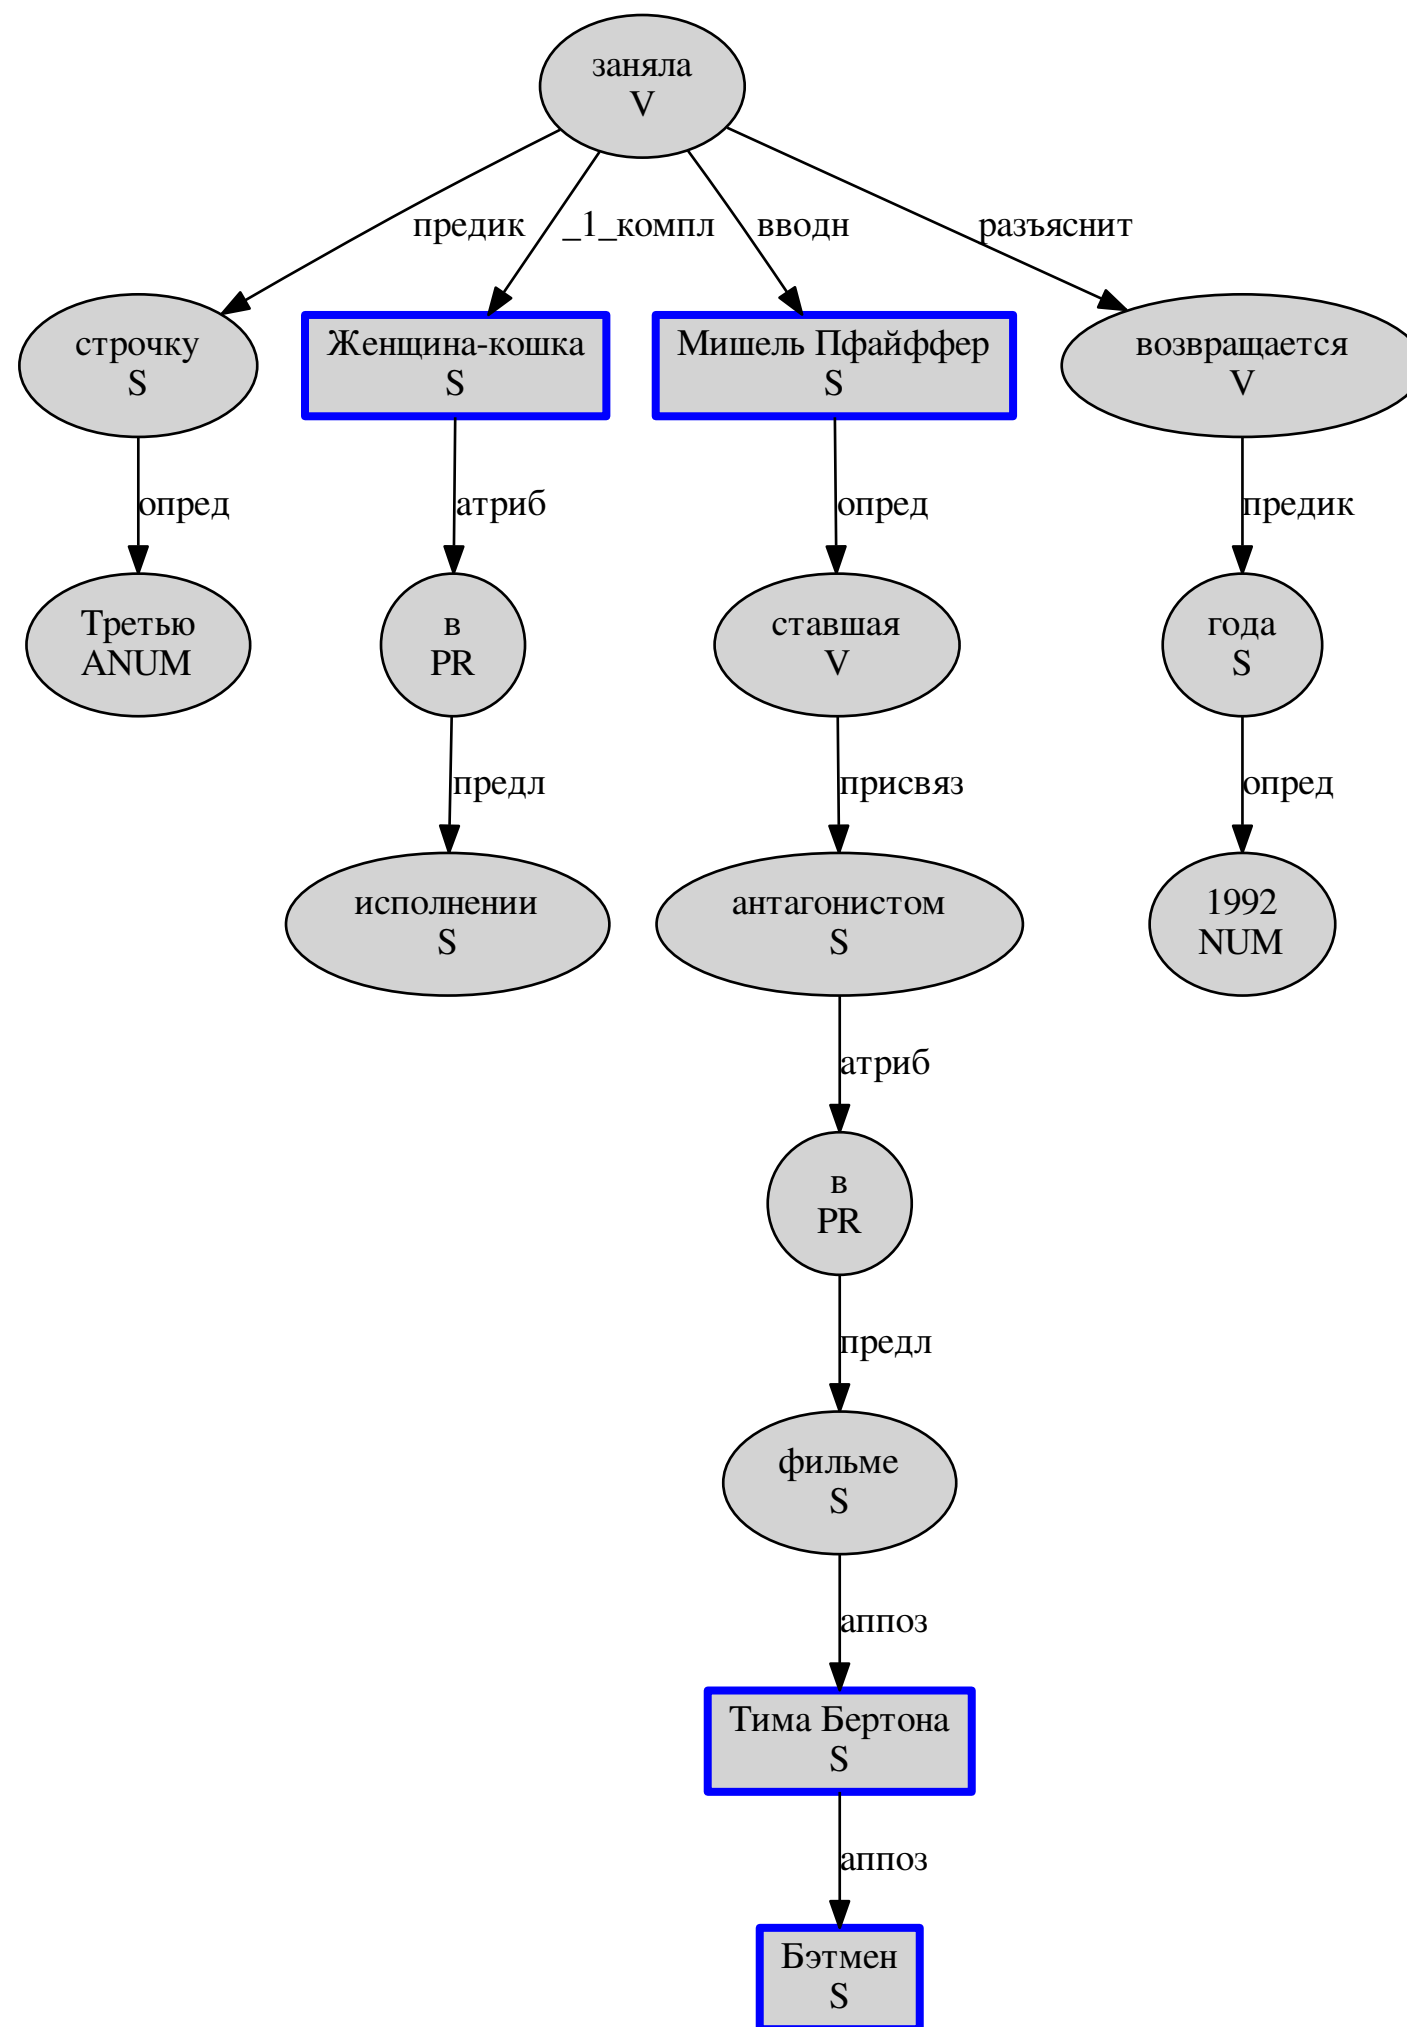 заняла
V
предик
_1_компл
вводн
разъяснит
строчку
S
Женщина-кошка
S
Мишель Пфайффер
S
возвращается
V
опред
атриб
опред
предик
Третью
ANUM
в
PR
ставшая
V
года
S
предл
присвяз
опред
исполнении
S
антагонистом
S
1992
NUM
атриб
в
PR
предл
фильме
S
аппоз
Тима Бертона
S
аппоз
Бэтмен
S